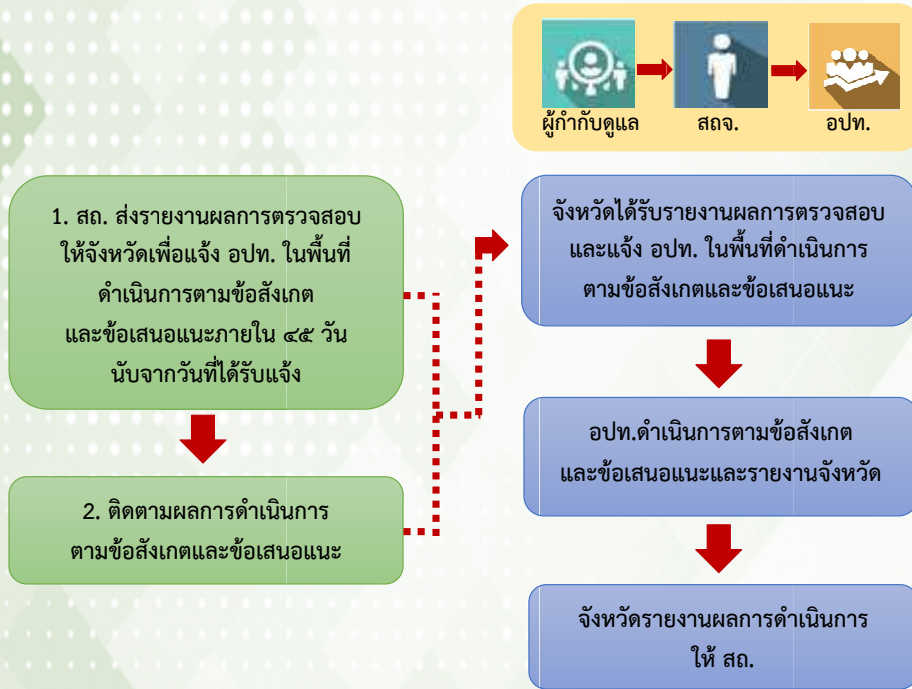 ผู้กำกับดูแล
สถจ.
อปท.
1. สถ. ส่งรายงานผลการตรวจสอบ
ให้จังหวัดเพื่อแจ้ง อปท. ในพื้นที่
ดำเนินการตามข้อสังเกต
และข้อเสนอแนะภายใน ๔๕ วัน
นับจากวันที่ได้รับแจ้ง
2. ติดตามผลการดำเนินการ
ตามข้อสังเกตและข้อเสนอแนะ
จังหวัดได้รับรายงานผลการตรวจสอบ
และแจ้ง อปท. ในพื้นที่ดำเนินการ
ตามข้อสังเกตและข้อเสนอแนะ
อปท.ดำเนินการตามข้อสังเกต
และข้อเสนอแนะและรายงานจังหวัด
จังหวัดรายงานผลการดำเนินการ
ให้ สถ.